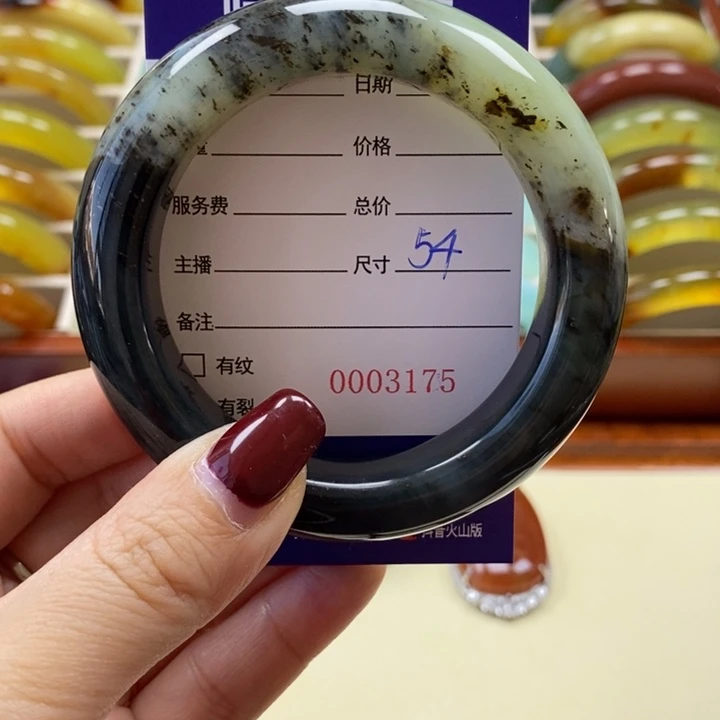 日期
价格
服务费 总价
主播 尺寸 54
备注
有纹
0003175
有裂
抖音火山版